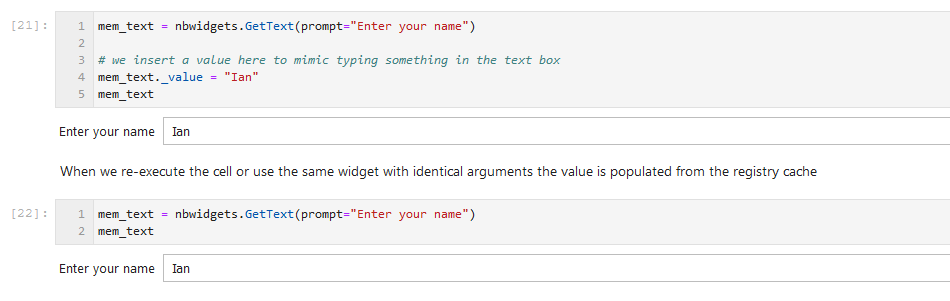 [21]:
1 mem_text = nbwidgets.GetText(prompt="Enter your name")
2
3 # we insert a value here to mimic typing something in the text box
4 mem_text._value = "Ian"
5 mem_text
Enter your name Ian
When we re-execute the cell or use the same widget with identical arguments the value is populated from the registry cache
[22]:
1 mem_text = nbwidgets.GetText(prompt="Enter your name")
2 mem_text
Enter your name Ian